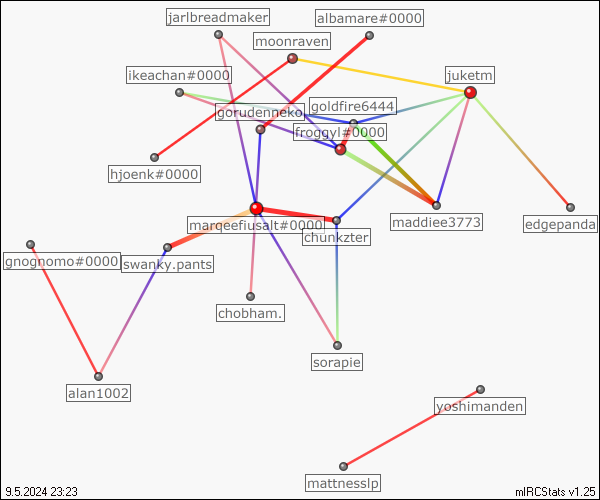 jarlbreadmaker
albamare#0000
moonraven
ikeachan#0000
juketm
goldfire6444
gorudenneko
froggyl#0000
hjoenk#0000
maddiee3773
edgepanda
marqeefiusalt#0000
chunkzter
gnognomo#0000
swanky.pants
chobham.
sorapie
alan1002
yoshimanden
mattnesslp
9.5.2024 23:23
mIRCStats v1.25